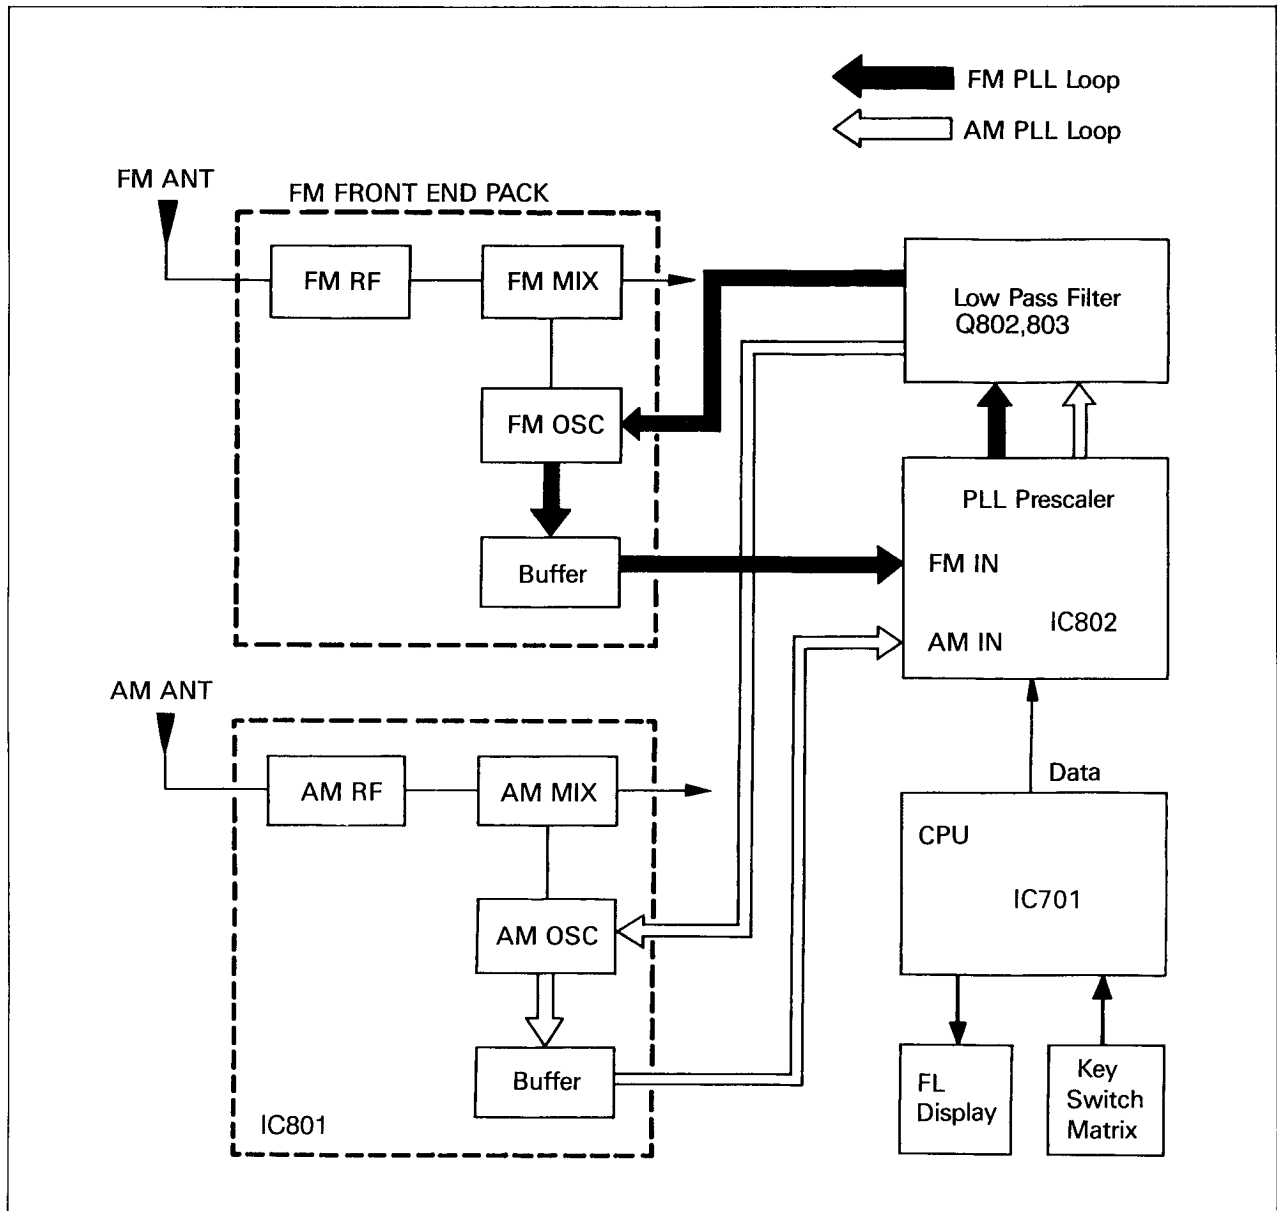 FM PLL Loop
AM PLL Loop
FM ANT
FM FRONT END PACK
FM RF
FM MIX
Low Pass Filter
Q802,803
FM OSC
PLL Prescaler
Buffer
FM IN
IC802
AM IN
AM ANT
AM RF
AM MIX
Data
CPU
IC701
AM OSC
Buffer
IC801
FL
Display
Key
Switch
Matrix